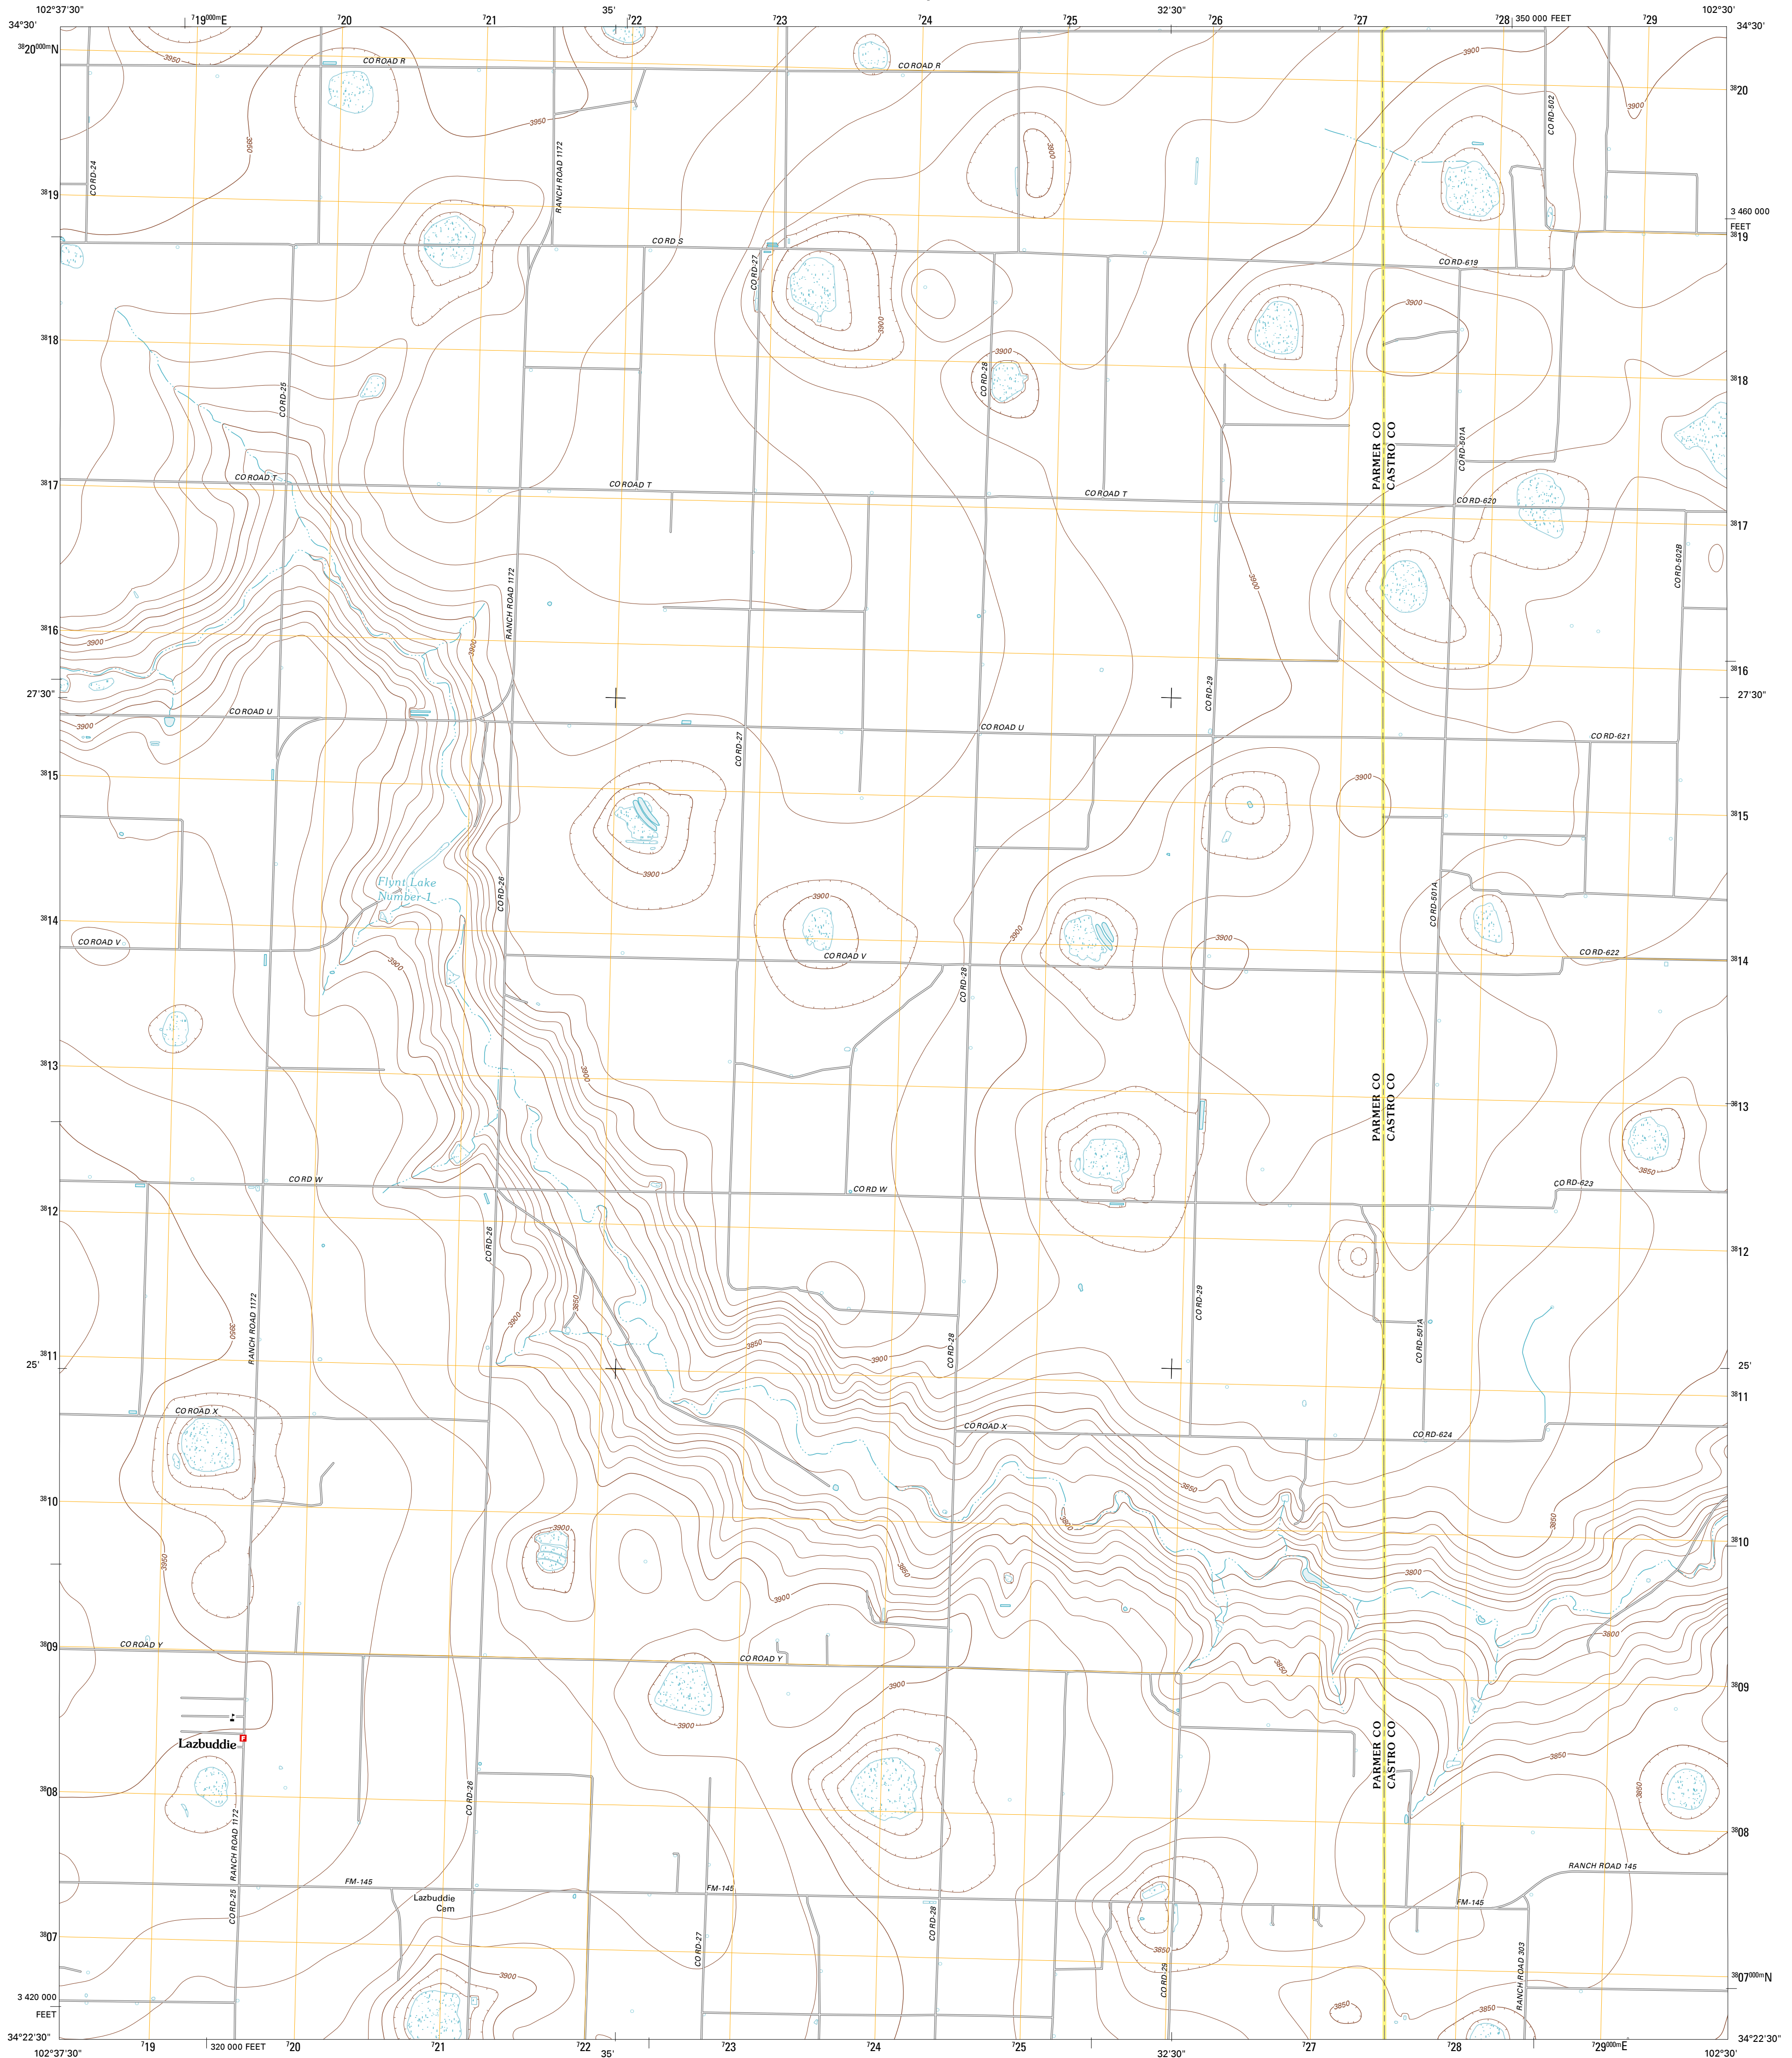 102°37'30"
⁷19⁰⁰⁰ᵐE
⁷20
⁷21
35'
⁷22
⁷23
⁷24
⁷25
32'30"
⁷26
⁷27
⁷28
350 000 FEET
⁷29
102°30'
34°30'
34°30'
³⁸20⁰⁰⁰ᵐN
3950
CO ROAD R
CO ROAD R
3900
³⁸20
3900
3950
3950
CO RD-24
RANCH ROAD 1172
3900
CO RD-502
³⁸19
3 460 000
FEET
³⁸19
CO RD S
CO RD-27
CO RD-619
3900
3900
³⁸18
3900
CO RD-25
CO RD-28
³⁸18
PARMER CO
CASTRO CO
CO RD-501A
³⁸17
CO ROAD T
CO ROAD T
CO ROAD T
CO RD-620
³⁸17
RANCH ROAD 1172
3900
CO RD-502B
³⁸16
3900
3900
³⁸16
27'30"
27'30"
CO ROAD U
3900
CO RD-29
CO ROAD U
CO RD-27
CO RD-621
³⁸15
3900
³⁸15
Flynt Lake
Number 1
3900
CO RD-26
3900
CO RD-501A
³⁸14
CO ROAD V
3900
CO ROAD V
3900
3900
CO RD-622
³⁸14
CO RD-28
³⁸13
3900
PARMER CO
CASTRO CO
³⁸13
3850
CO RD W
CO RD W
CO RD-623
³⁸12
CO RD-26
³⁸12
3950
RANCH ROAD 1172
3900
3850
CO RD-29
3850
3900
CO RD-28
CO RD-501A
³⁸11
25'
25'
³⁸11
CO ROAD X
CO ROAD X
CO RD-624
³⁸10
3850
3800
3850
³⁸10
3950
3900
3850
3900
3800
3800
³⁸09
CO ROAD Y
CO ROAD Y
3850
3900
³⁸09
3900
PARMER CO
CASTRO CO
Lazbuddie
3850
³⁸08
CO RD-26
3850
RANCH ROAD 1172
³⁸08
RANCH ROAD 145
FM-145
FM-145
FM-145
Lazbuddie
Cem
CO RD-25
³⁸07
CO RD-27
CO RD-28
3850
CO RD-29
RANCH ROAD 303
3900
³⁸07⁰⁰⁰ᵐN
3 420 000
FEET
3850
3850
34°22'30"
34°22'30"
102°37'30"
⁷19
320 000 FEET
⁷20
⁷21
⁷22
35'
⁷23
⁷24
⁷25
32'30"
⁷27
⁷28
⁷29⁰⁰⁰ᵐE
102°30'